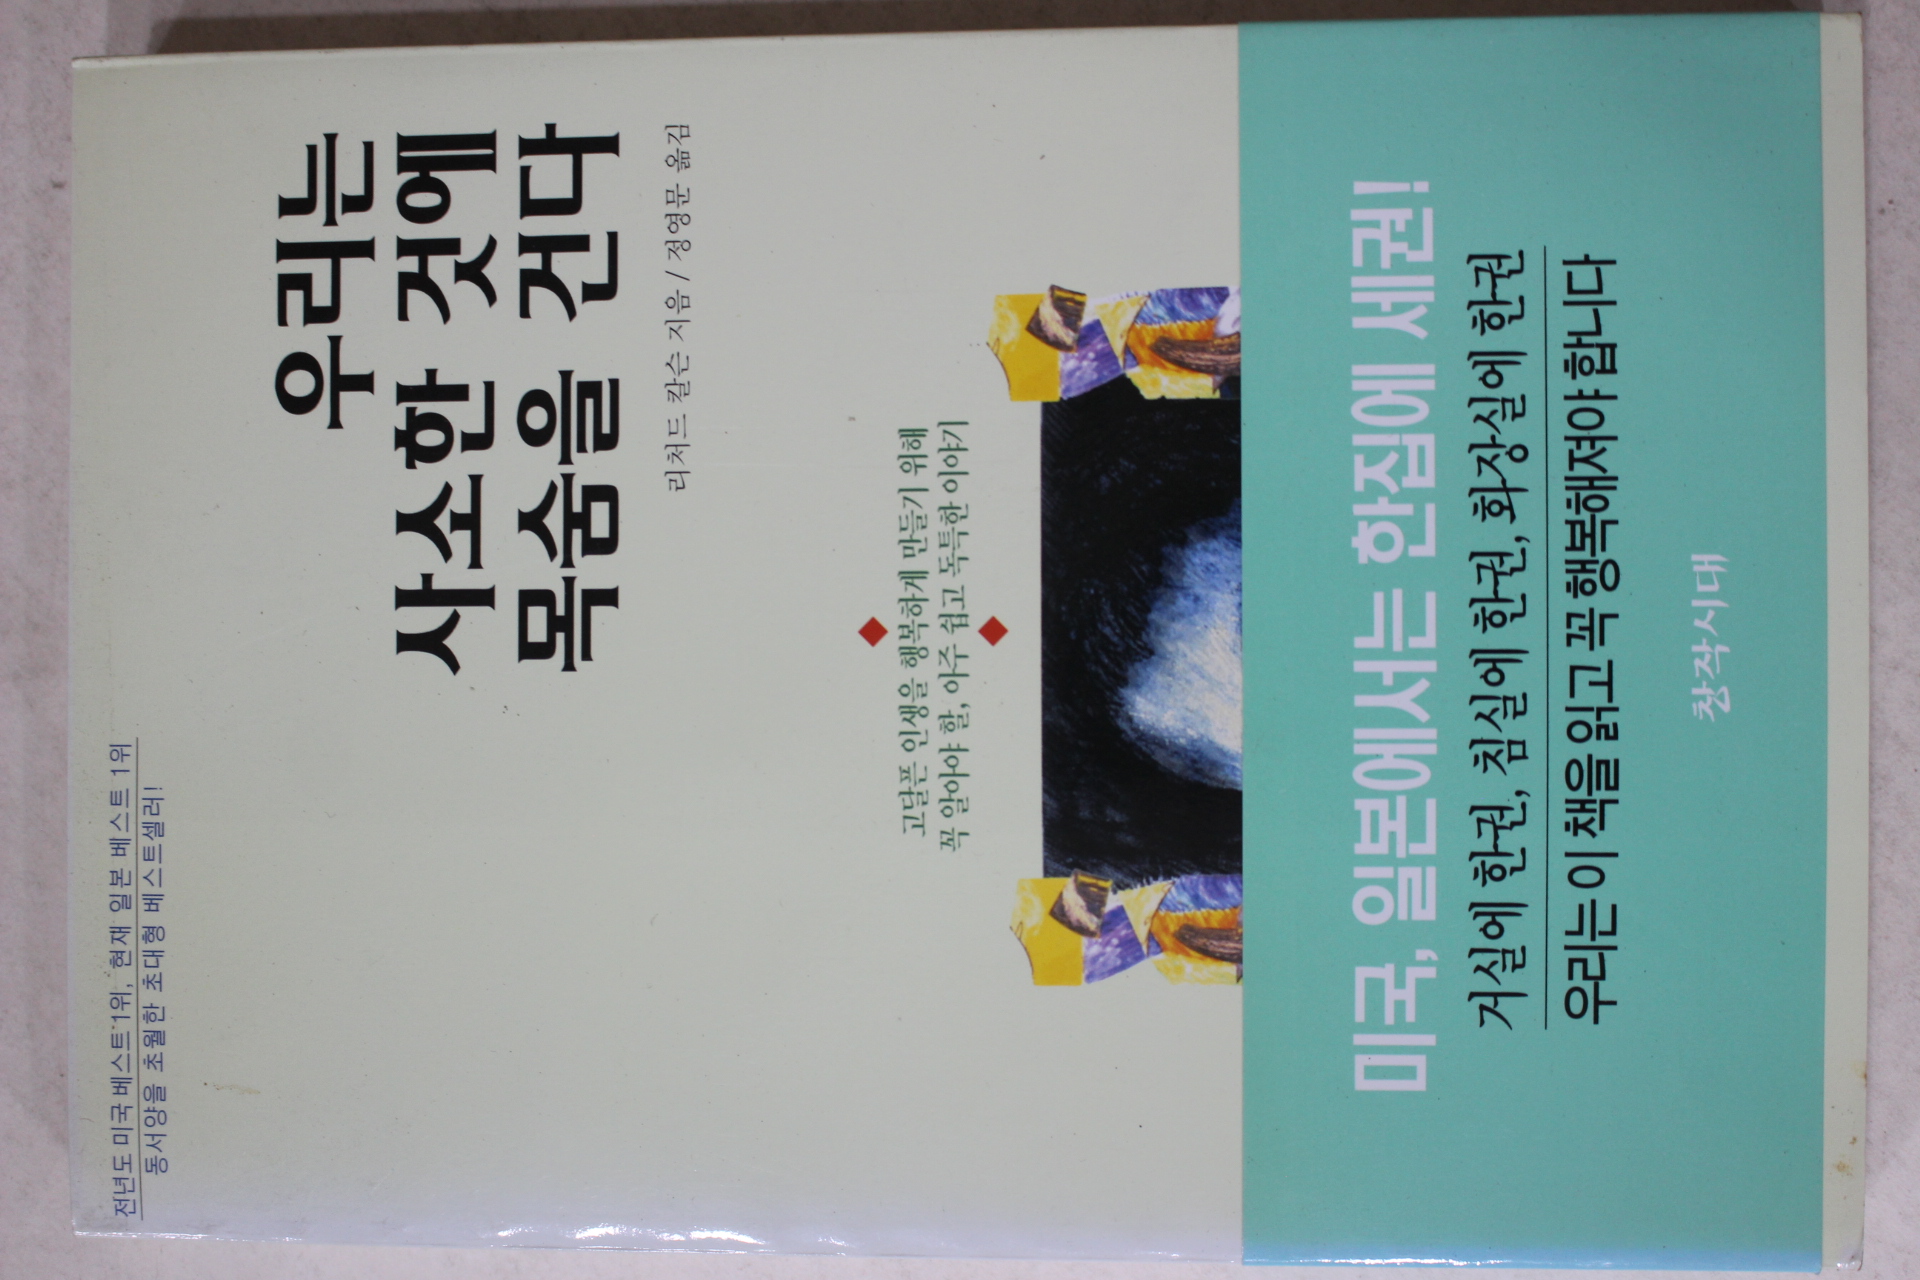 전년도 미국 베스트 1위, 현재 일본 베스트 1위
동서양을 초월한 초대형 베스트셀러!
우리는
사소한 것에
목숨을 건다
리처드 칼슨 지음 / 정영문 옮김
고달픈 인생을 행복하게 만들기 위해
꼭 알아야 할, 아주 쉽고 독특한 이야기
미국, 일본에서는 한집에 세권!
거실에 한권, 침실에 한권, 화장실에 한권
우리는 이 책을 읽고 꼭 행복해져야 합니다
창작시대